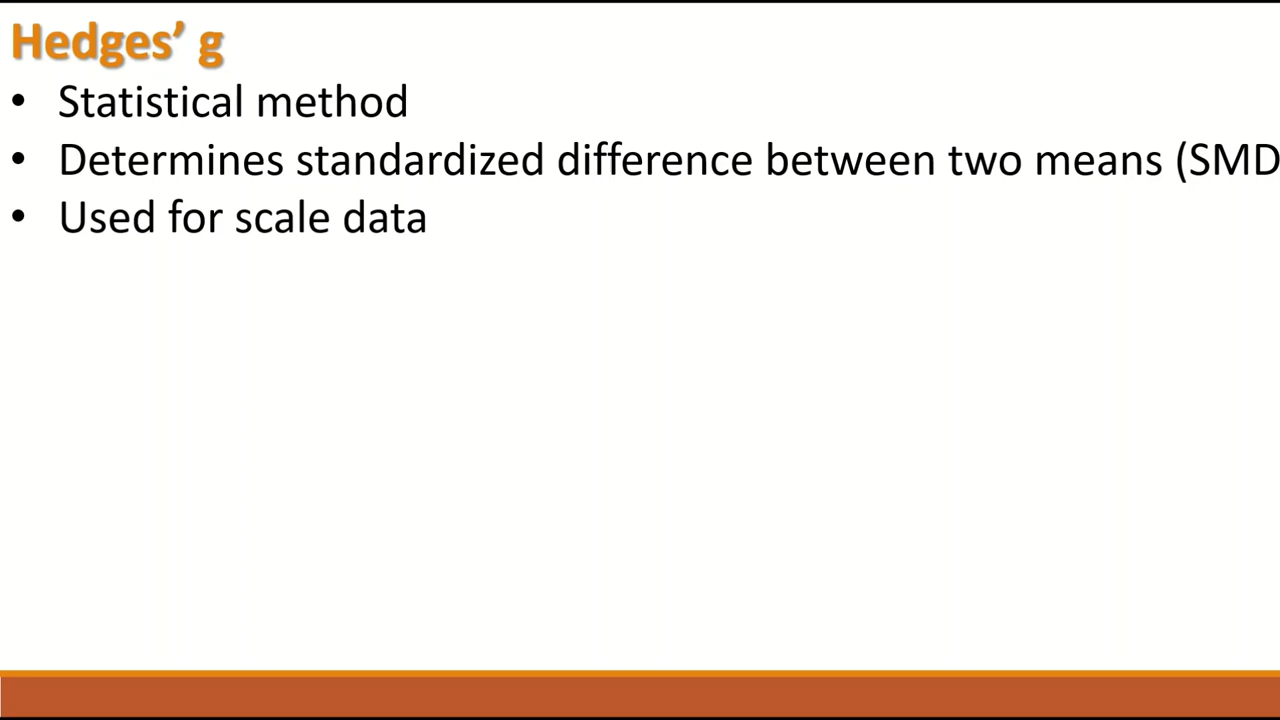 Hedges’ g
• Statistical method
• Determines standardized difference between two means (SMD
• Used for scale data